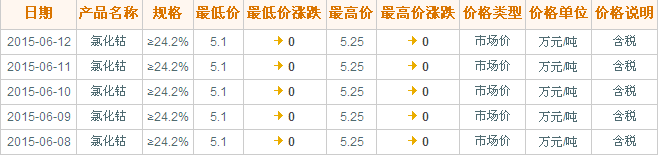 日期 产品名称 规格 最低价 最低价涨跌 最高价 最高价涨跌 价格类型 价格单位 价格说明
2015-06-12 氯化钴 ≥24.2% 5.1 → 0 5.25 → 0 市场价 万元/吨 含税
2015-06-11 氯化钴 ≥24.2% 5.1 → 0 5.25 → 0 市场价 万元/吨 含税
2015-06-10 氯化钴 ≥24.2% 5.1 → 0 5.25 → 0 市场价 万元/吨 含税
2015-06-09 氯化钴 ≥24.2% 5.1 → 0 5.25 → 0 市场价 万元/吨 含税
2015-06-08 氯化钴 ≥24.2% 5.1 → 0 5.25 → 0 市场价 万元/吨 含税